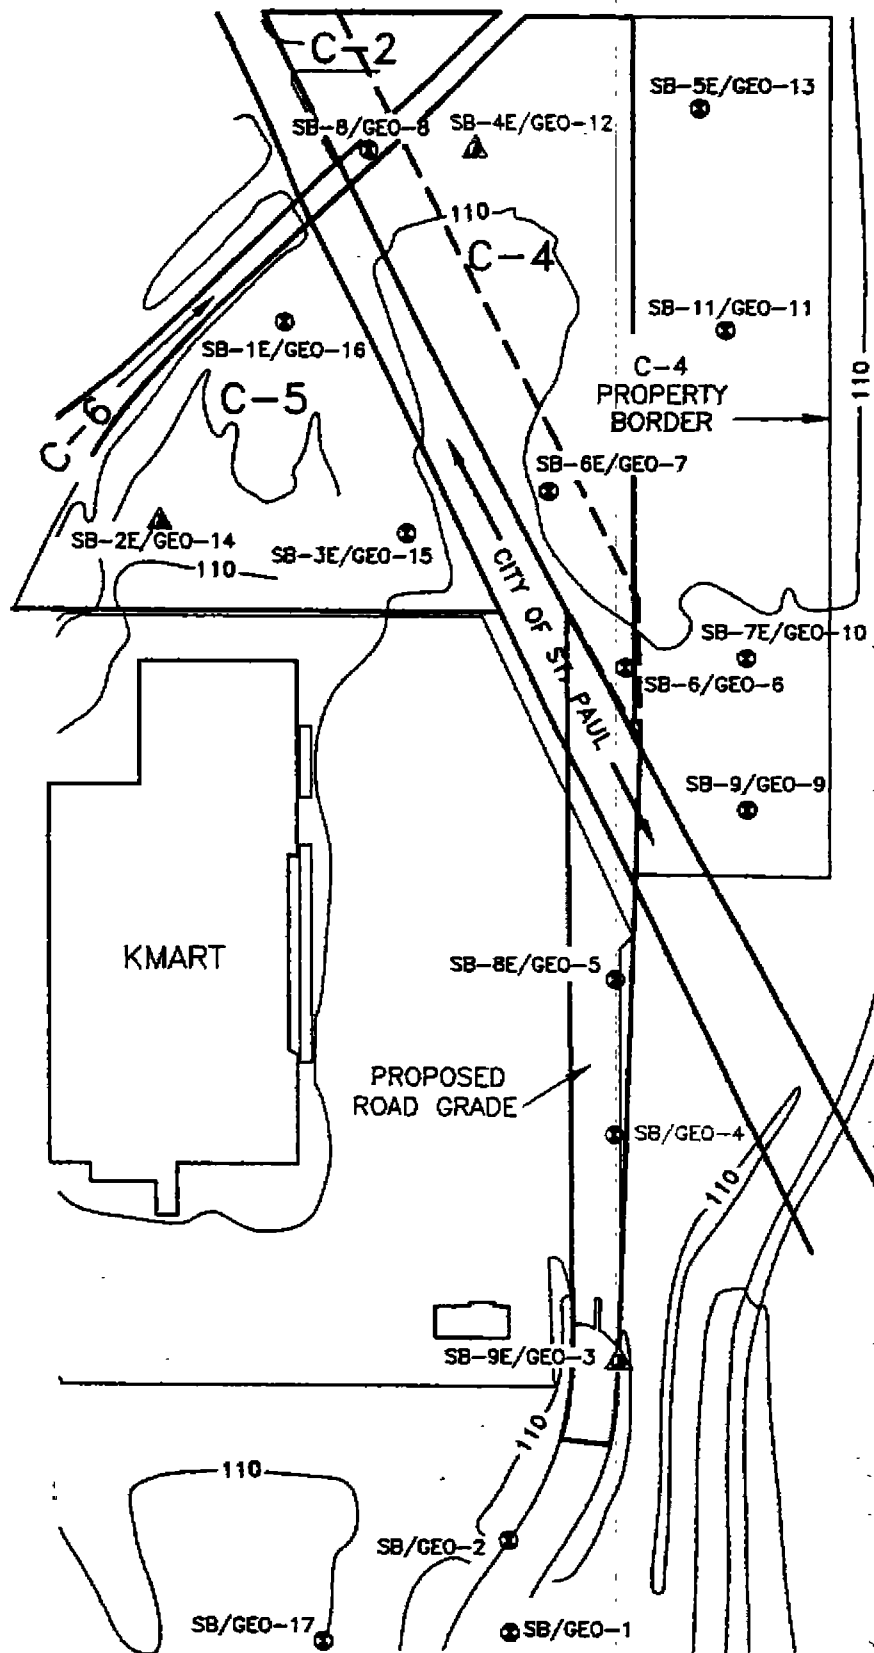 C-2
SB-5E/GEO-13
SB-8/GEO-8
SB-4E/GEO-12
110
C-4
SB-11/GEO-11
SB-1E/GEO-16
C-4
PROPERTY
BORDER
110
C-5
C-6
SB-6E/GEO-7
SB-2E/GEO-14
SB-3E/GEO-15
110
CITY OF ST. PAUL
SB-7E/GEO-10
SB-6/GEO-6
SB-9/GEO-9
KMART
SB-8E/GEO-5
PROPOSED
ROAD GRADE
SB/GEO-4
110
SB-9E/GEO-3
110
110
SB/GEO-2
SB/GEO-17
SB/GEO-1